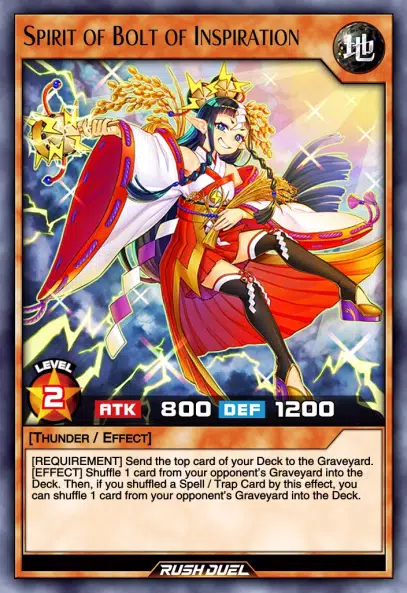 Spirit of Bolt of Inspiration
地
LEVEL
2
ATK 800 DEF 1200
[Thunder / Effect]
[REQUIREMENT] Send the top card of your Deck to the Graveyard.
[EFFECT] Shuffle 1 card from your opponent's Graveyard into the
Deck. Then, if you shuffled a Spell / Trap Card by this effect, you
can shuffle 1 card from your opponent's Graveyard into the Deck.
RUSH DUEL